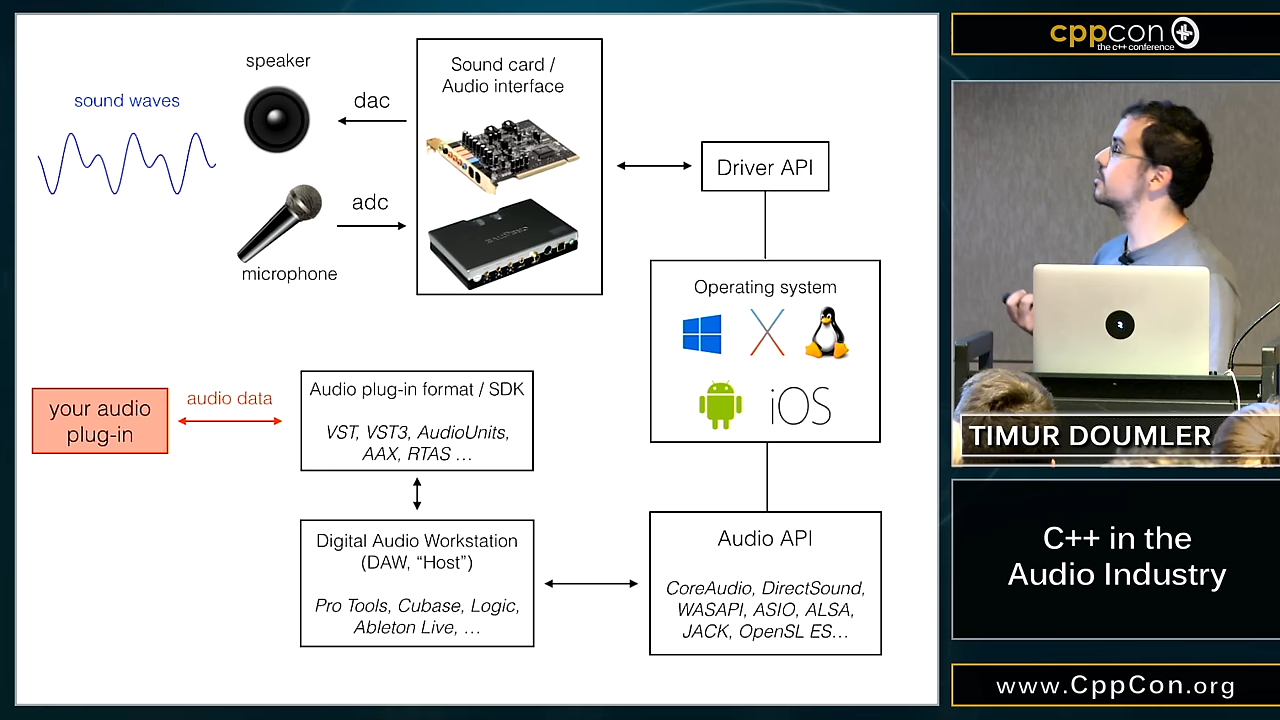 speaker
sound waves
dac
adc
microphone
Sound card /
Audio interface
Driver API
Operating system
iOS
your audio
plug-in
audio data
Audio plug-in format / SDK
VST, VST3, AudioUnits,
AAX, RTAS ...
Digital Audio Workstation
(DAW, “Host”)
Pro Tools, Cubase, Logic,
Ableton Live, ...
Audio API
CoreAudio, DirectSound,
WASAPI, ASIO, ALSA,
JACK, OpenSL ES...
cppcon
the c++ conference
TIMUR DOUMLER
C++ in the
Audio Industry
www.CppCon.org